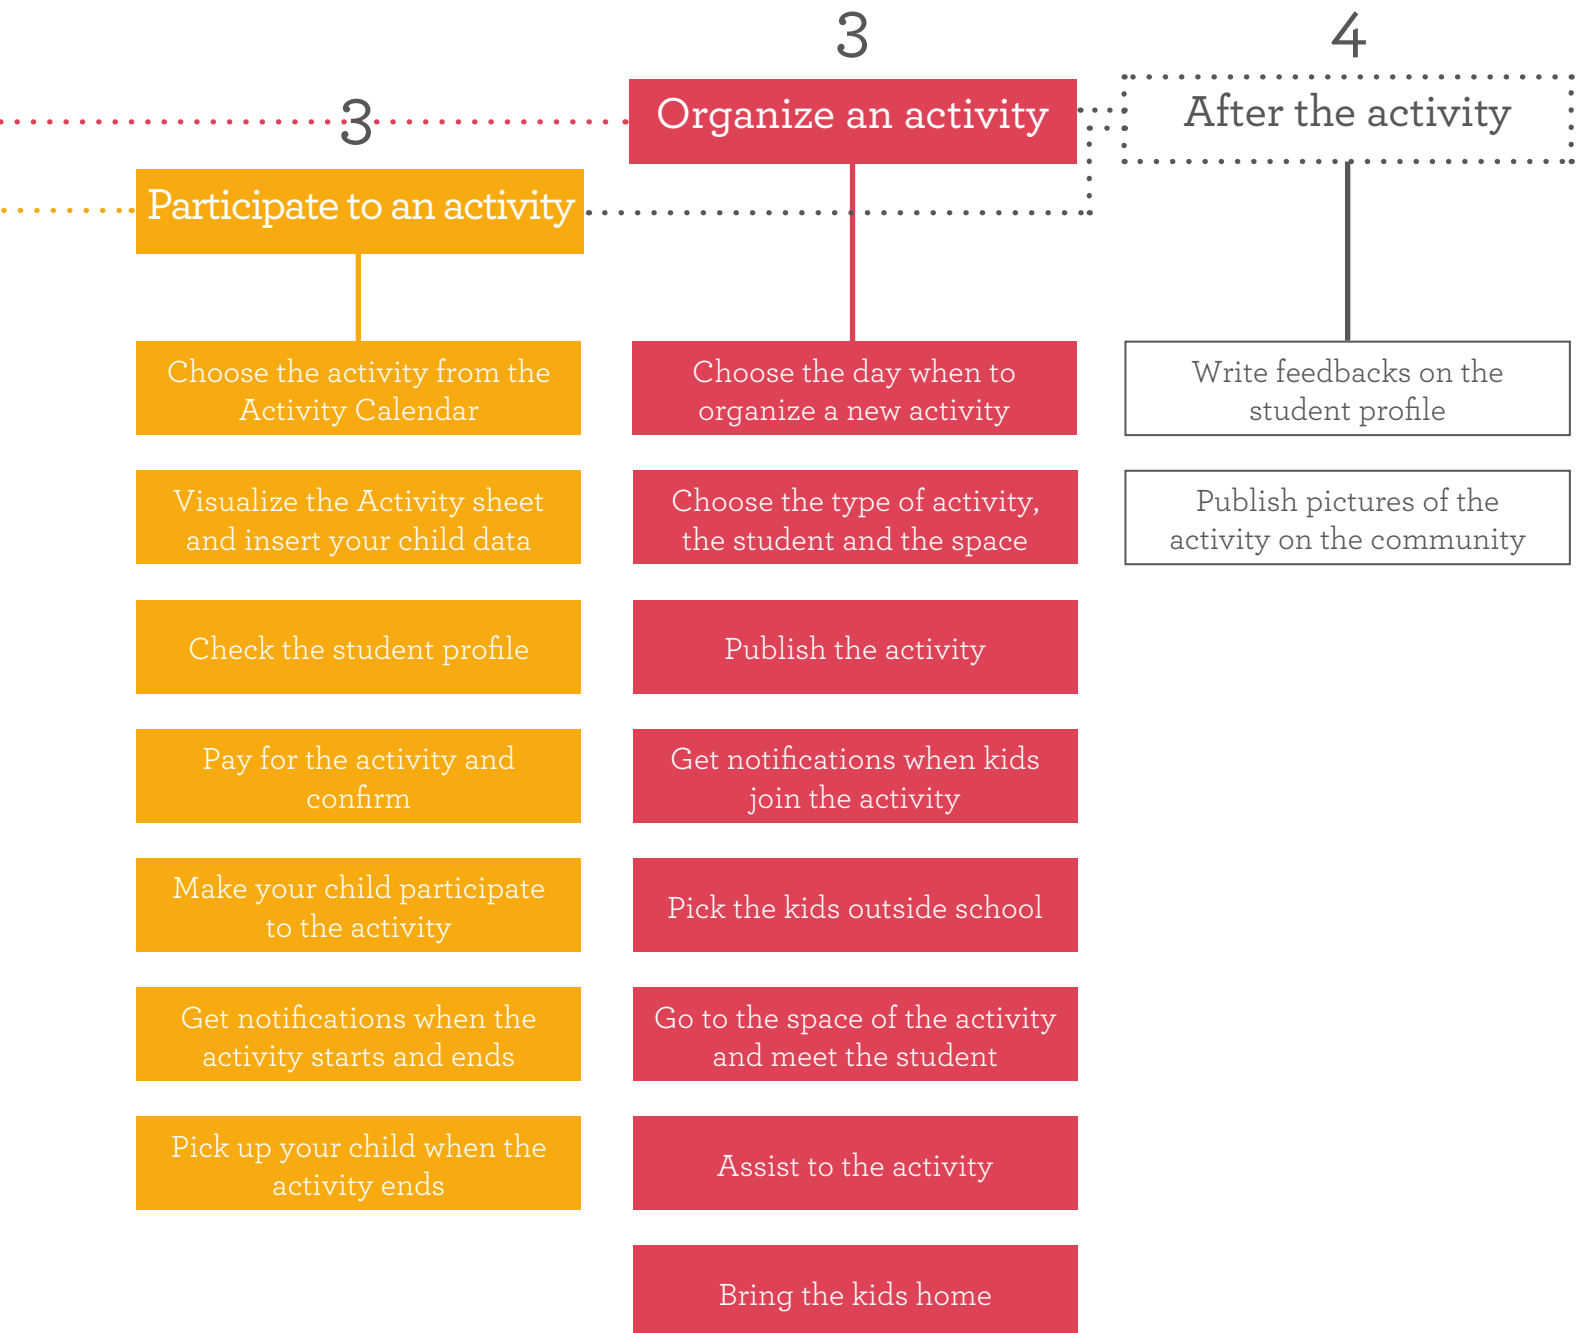 3
Participate to an activity
Choose the activity from the
Activity Calendar
Visualize the Activity sheet
and insert your child data
Check the student profile
Pay for the activity and
confirm
Make your child participate
to the activity
Get notifications when the
activity starts and ends
Pick up your child when the
activity ends
3
Organize an activity
Choose the day when to
organize a new activity
Choose the type of activity,
the student and the space
Publish the activity
Get notifications when kids
join the activity
Pick the kids outside school
Go to the space of the activity
and meet the student
Assist to the activity
Bring the kids home
4
After the activity
Write feedbacks on the
student profile
Publish pictures of the
activity on the community